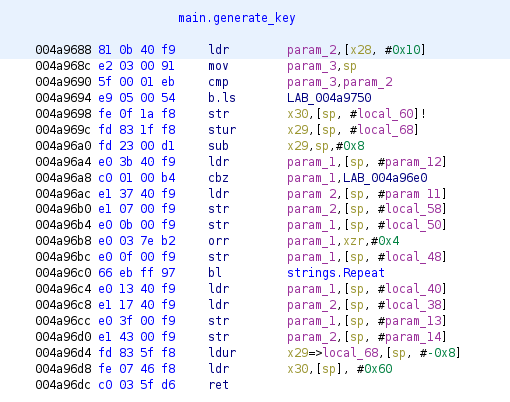 main.generate_key
004a9688 81 0b 40 f9 ldr param_2,[x28, #0x10]
004a968c e2 03 00 91 mov param_3,sp
004a9690 5f 00 01 eb cmp param_3,param_2
004a9694 e9 05 00 54 b.ls LAB_004a9750
004a9698 fe 0f 1a f8 str x30,[sp, #local_60]!
004a969c fd 83 1f f8 stur x29,[sp, #local_68]
004a96a0 fd 23 00 d1 sub x29,sp,#0x8
004a96a4 e0 3b 40 f9 ldr param_1,[sp, #param_12]
004a96a8 c0 01 00 b4 cbz param_1,LAB_004a96e0
004a96ac e1 37 40 f9 ldr param_2,[sp, #param_11]
004a96b0 e1 07 00 f9 str param_2,[sp, #local_58]
004a96b4 e0 0b 00 f9 str param_1,[sp, #local_50]
004a96b8 e0 03 7e b2 orr param_1,xzr,#0x4
004a96bc e0 0f 00 f9 str param_1,[sp, #local_48]
004a96c0 66 eb ff 97 bl strings.Repeat
004a96c4 e0 13 40 f9 ldr param_1,[sp, #local_40]
004a96c8 e1 17 40 f9 ldr param_2,[sp, #local_38]
004a96cc e0 3f 00 f9 str param_1,[sp, #param_13]
004a96d0 e1 43 00 f9 str param_2,[sp, #param_14]
004a96d4 fd 83 5f f8 ldur x29=>local_68,[sp, #-0x8]
004a96d8 fe 07 46 f8 ldr x30,[sp], #0x60
004a96dc c0 03 5f d6 ret